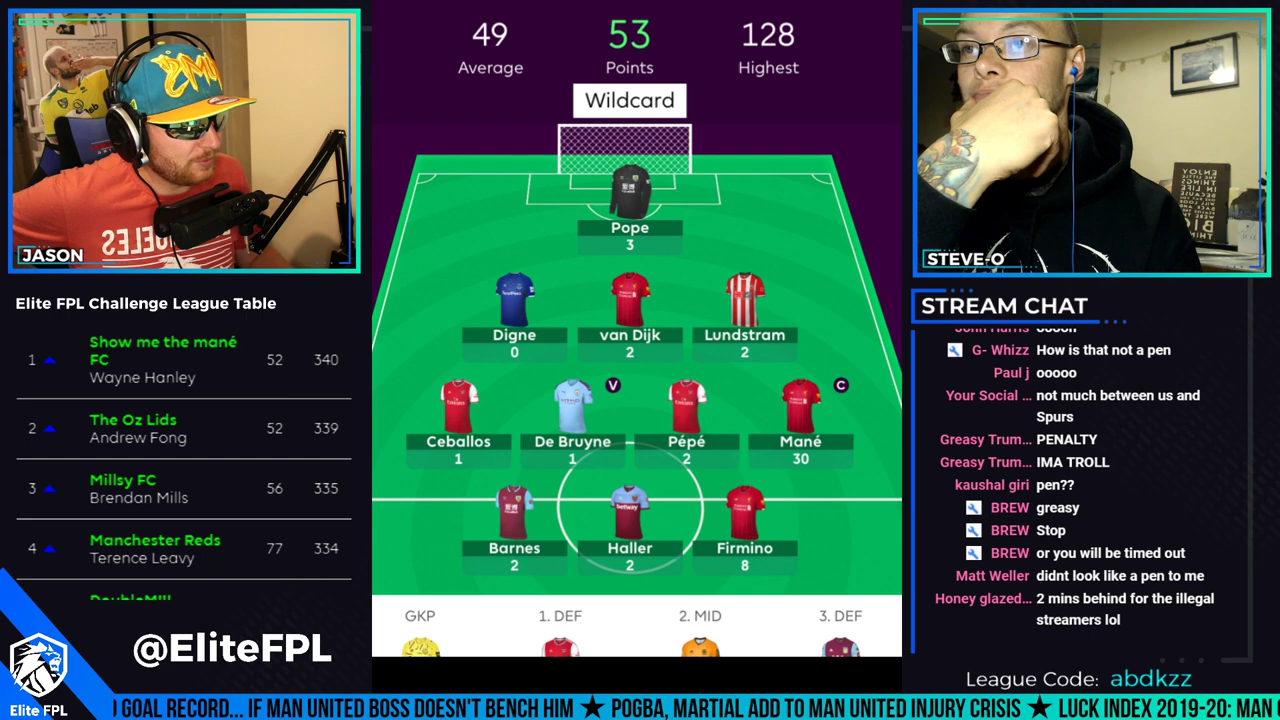 JASON
49
Average
53
Points
128
Highest
Wildcard
Pope
3
Digne
0
van Dijk
2
Lundstram
2
V
C
Ceballos
1
De Bruyne
1
Pépé
2
Mané
30
Barnes
2
Haller
2
Firmino
8
GKP
1. DEF
2. MID
3. DEF
STEVE-O
Elite FPL Challenge League Table
1 Show me the mané FC 52 340
Wayne Hanley
2 The Oz Lids 52 339
Andrew Fong
3 Millsy FC 56 335
Brendan Mills
4 Manchester Reds 77 334
Terence Leavy
@EliteFPL
Elite FPL
STREAM CHAT
John Harris ooooh
G- Whizz How is that not a pen
Paul j ooooo
Your Social ... not much between us and
Spurs
Greasy Trum... PENALTY
Greasy Trum... IMA TROLL
kaushal giri pen??
BREW greasy
BREW Stop
BREW or you will be timed out
Matt Weller didnt look like a pen to me
Honey glazed... 2 mins behind for the illegal
streamers lol
League Code: abdkzz
GOAL RECORD... IF MAN UNITED BOSS DOESN'T BENCH HIM ★ POGBA, MARTIAL ADD TO MAN UNITED INJURY CRISIS ★ LUCK INDEX 2019-20: MAN